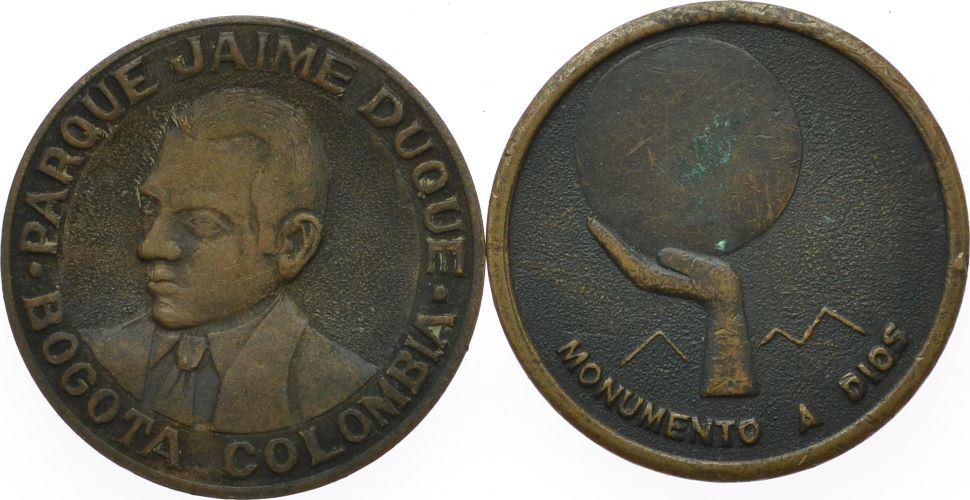 PARQUE JAIME DUQUE
BOGOTA COLOMBIA
MONUMENTO A DIOS